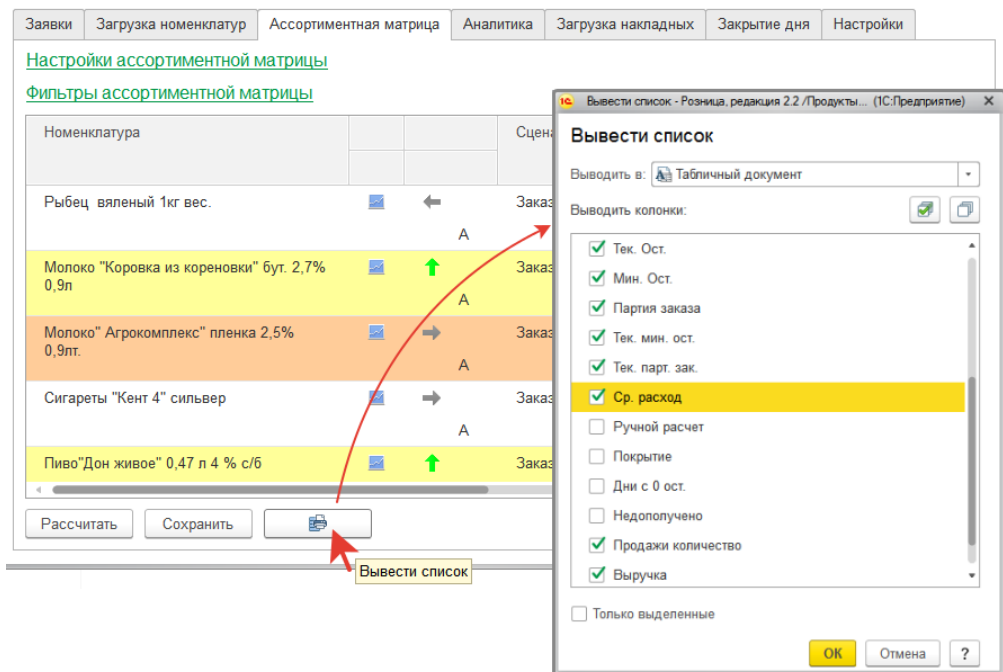 Заявки Загрузка номенклатур Ассортиментная матрица Аналитика Загрузка накладных Закрытие дня Настройки
Настройки ассортиментной матрицы
Фильтры ассортиментной матрицы
Номенклатура
Рыбец вяленый 1кг вес.
Заказ
А
Молоко "Коровка из кореновки" бут. 2,7%
0,9л
Заказ
А
Молоко" Агрокомплекс" пленка 2,5%
0,9лт.
Заказ
А
Сигареты "Кент 4" сильвер
Заказ
А
Пиво"Дон живое" 0,47 л 4 % с/б
Заказ
Рассчитать Сохранить
Вывести список
Вывести список - Розница, редакция 2.2 /Продукты... (1С:Предприятие)
Вывести список
Выводить в: Табличный документ
Выводить колонки:
Тек. Ост.
Мин. Ост.
Партия заказа
Тек. мин. ост.
Тек. парт. зак.
Ср. расход
Ручной расчет
Покрытие
Дни с 0 ост.
Недополучено
Продажи количество
Выручка
Только выделенные
ОК Отмена ?